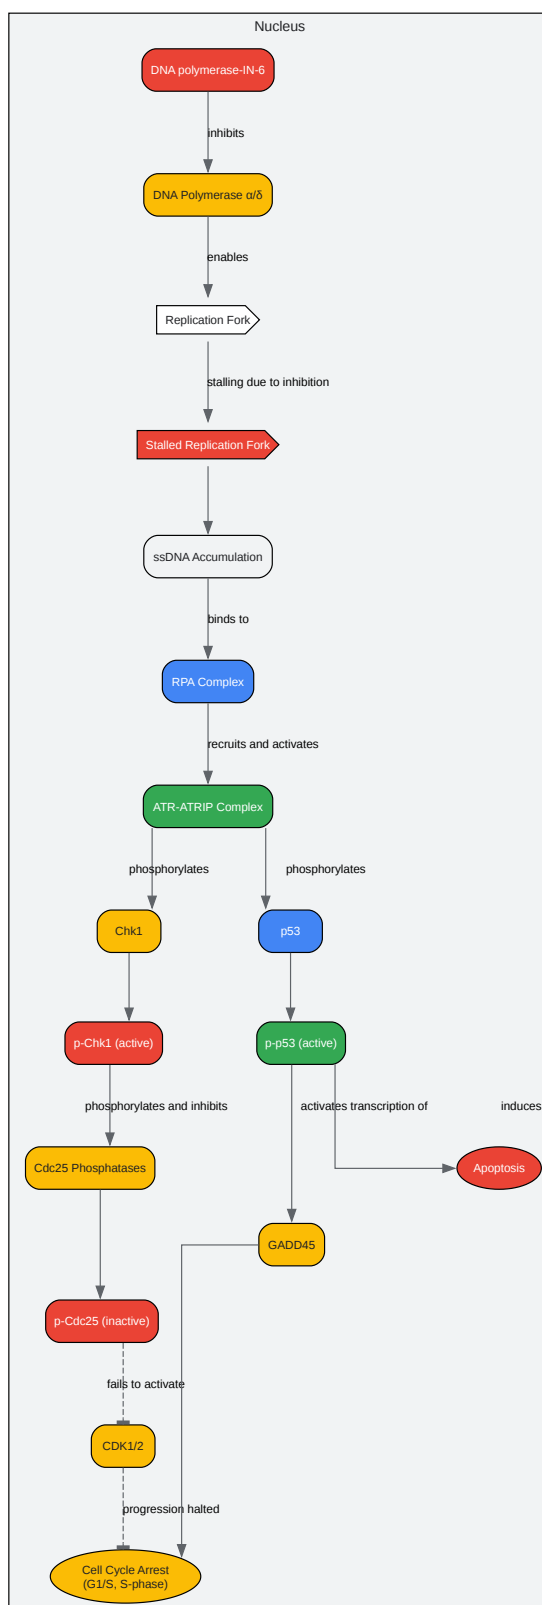 Nucleus
DNA polymerase-IN-6
inhibits
DNA Polymerase α/δ
enables
Replication Fork
stalling due to inhibition
Stalled Replication Fork
ssDNA Accumulation
binds to
RPA Complex
recruits and activates
ATR-ATRIP Complex
phosphorylates
phosphorylates
Chk1
p53
p-Chk1 (active)
p-p53 (active)
phosphorylates and inhibits
activates transcription of
induces
Cdc25 Phosphatases
Apoptosis
GADD45
p-Cdc25 (inactive)
fails to activate
CDK1/2
progression halted
Cell Cycle Arrest
(G1/S, S-phase)